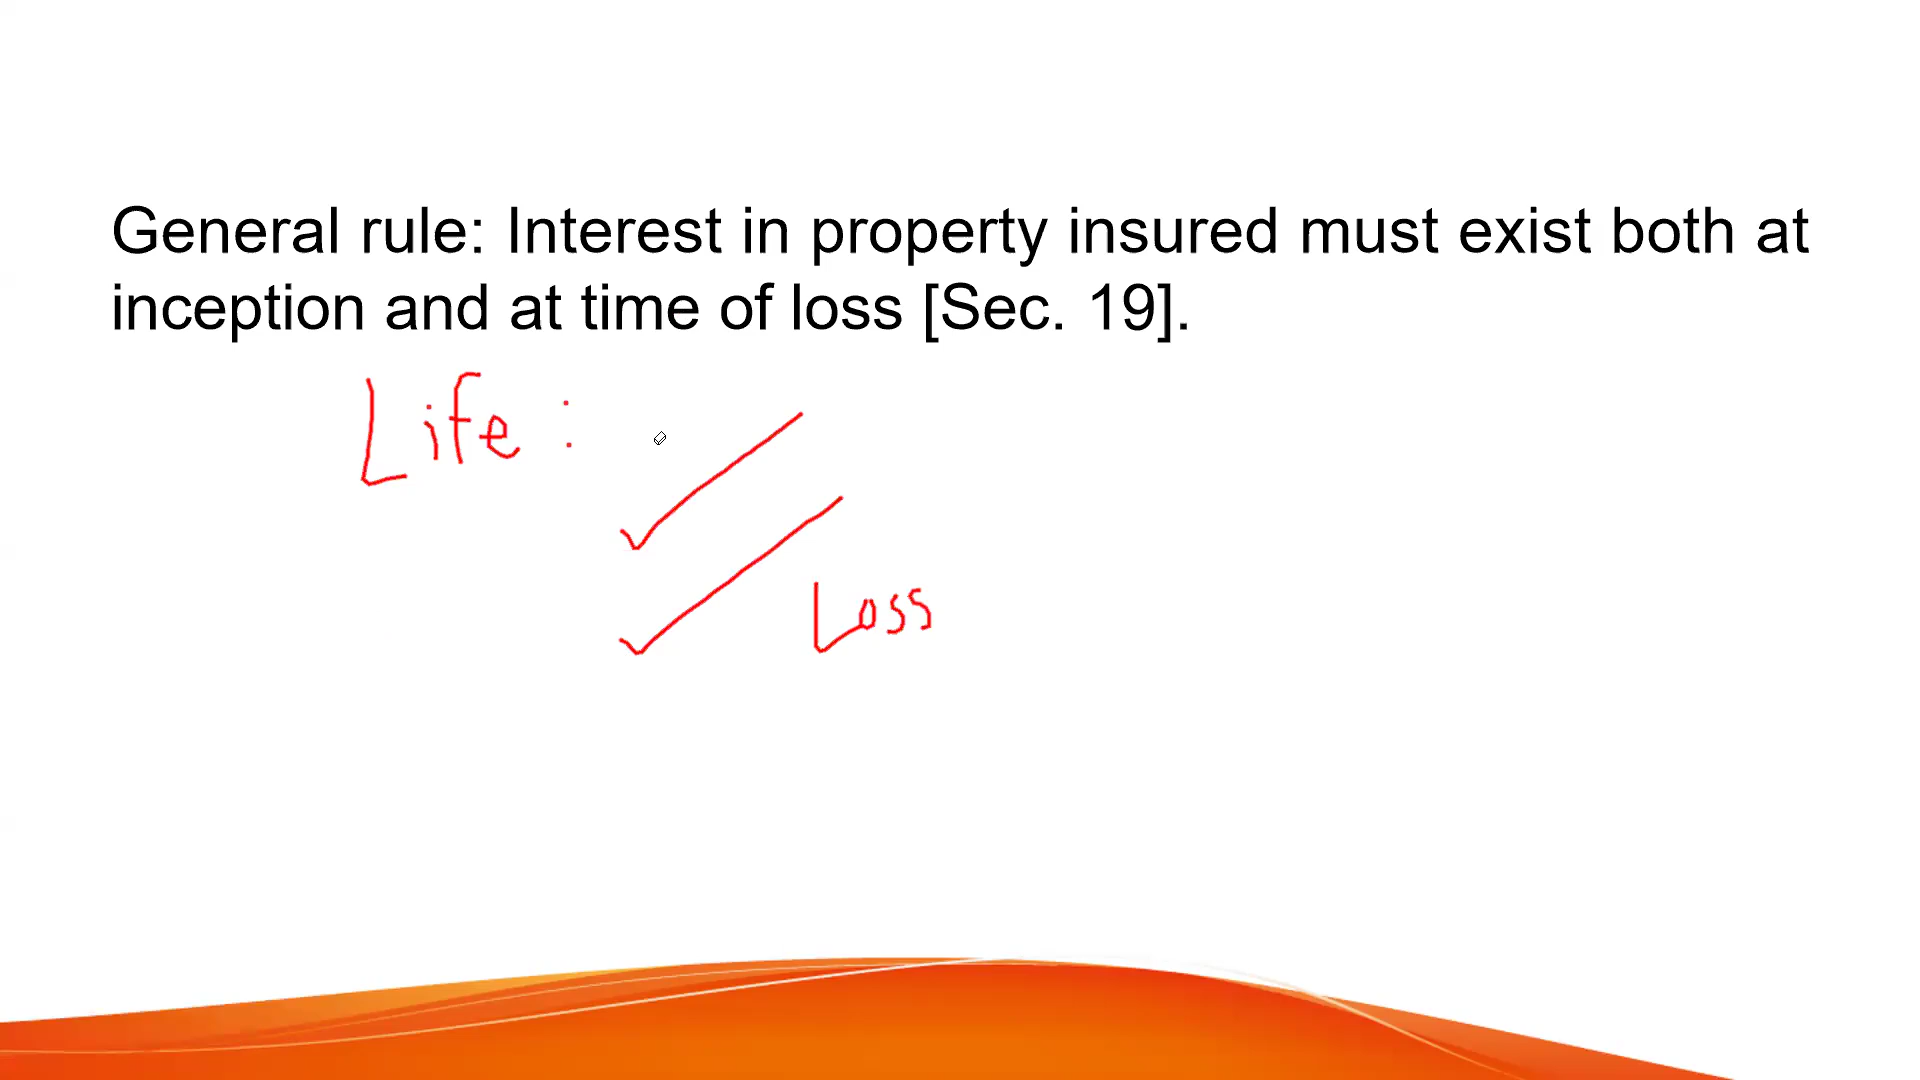 General rule: Interest in property insured must exist both at
inception and at time of loss [Sec. 19].
Life :
Loss